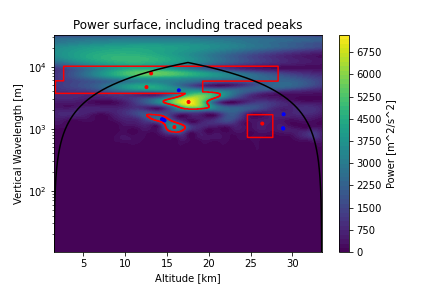 Power surface, including traced peaks
Vertical Wavelength [m]
10^4
10^3
10^2
5 10 15 20 25 30
Altitude [km]
6750
6000
5250
4500
3750
3000
2250
1500
750
0
Power [m^2/s^2]